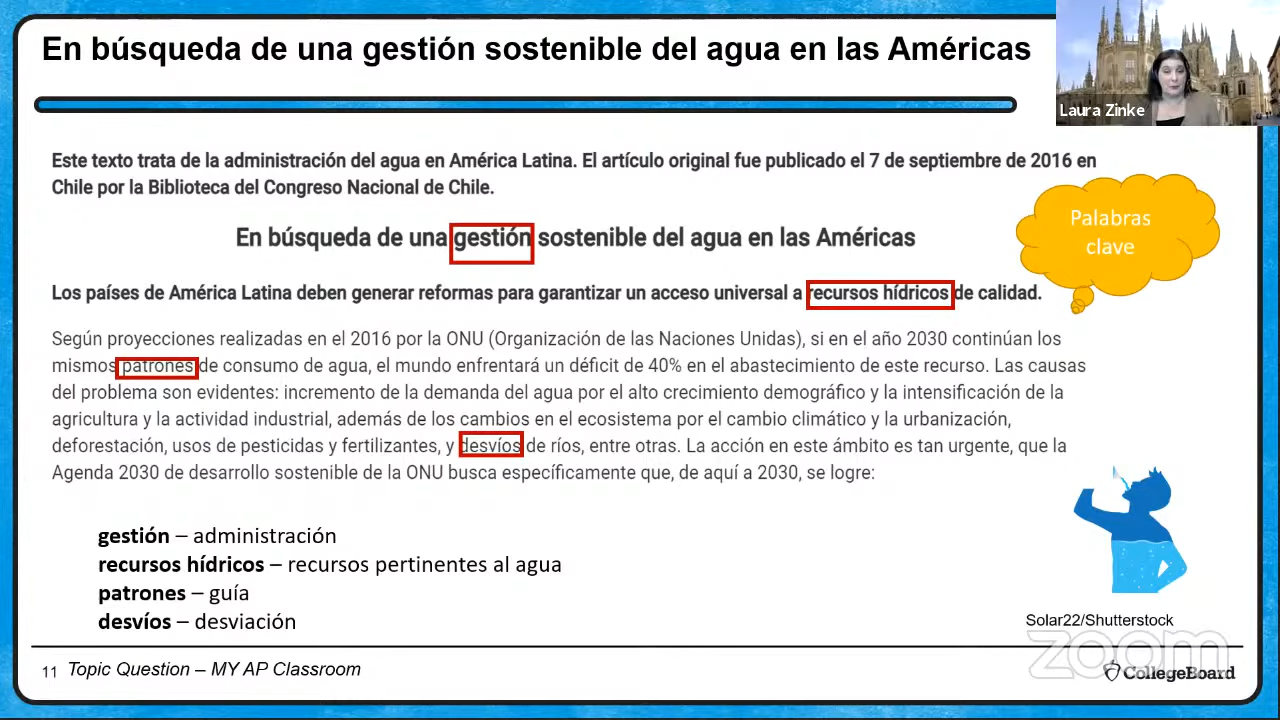 En búsqueda de una gestión sostenible del agua en las Américas
Laura Zinke
Este texto trata de la administración del agua en América Latina. El artículo original fue publicado el 7 de septiembre de 2016 en
Chile por la Biblioteca del Congreso Nacional de Chile.
Palabras
clave
En búsqueda de una gestión sostenible del agua en las Américas
Los países de América Latina deben generar reformas para garantizar un acceso universal a recursos hídricos de calidad.
Según proyecciones realizadas en el 2016 por la ONU (Organización de las Naciones Unidas), si en el año 2030 continúan los
mismos patrones de consumo de agua, el mundo enfrentará un déficit de 40% en el abastecimiento de este recurso. Las causas
del problema son evidentes: incremento de la demanda del agua por el alto crecimiento demográfico y la intensificación de la
agricultura y la actividad industrial, además de los cambios en el ecosistema por el cambio climático y la urbanización,
deforestación, usos de pesticidas y fertilizantes, y desvíos de ríos, entre otras. La acción en este ámbito es tan urgente, que la
Agenda 2030 de desarrollo sostenible de la ONU busca específicamente que, de aquí a 2030, se logre:
gestión – administración
recursos hídricos – recursos pertinentes al agua
patrones – guía
desvíos – desviación
Solar22/Shutterstock
zoom
11 Topic Question – MY AP Classroom
CollegeBoard